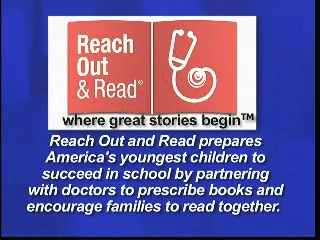 Reach
Out
& Read®
where great stories begin™
Reach Out and Read prepares
America's youngest children to
succeed in school by partnering
with doctors to prescribe books and
encourage families to read together.